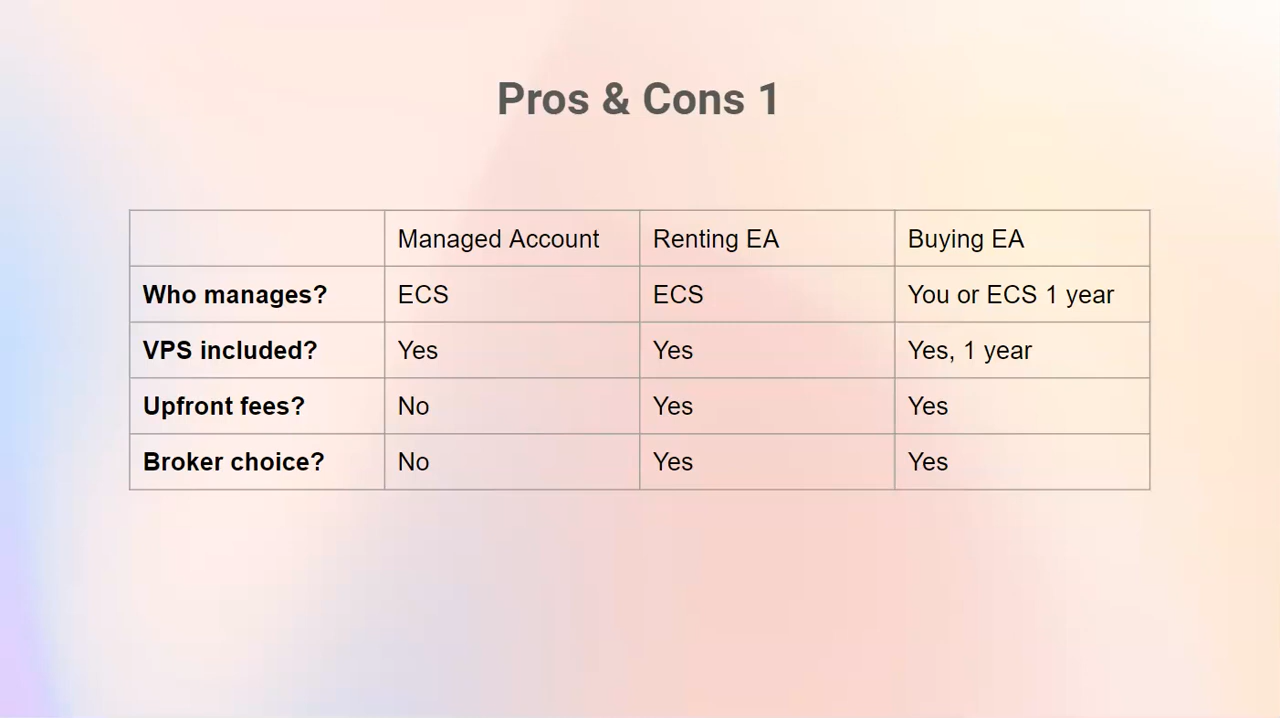 Pros & Cons 1
Managed Account Renting EA Buying EA
Who manages? ECS ECS You or ECS 1 year
VPS included? Yes Yes Yes, 1 year
Upfront fees? No Yes Yes
Broker choice? No Yes Yes